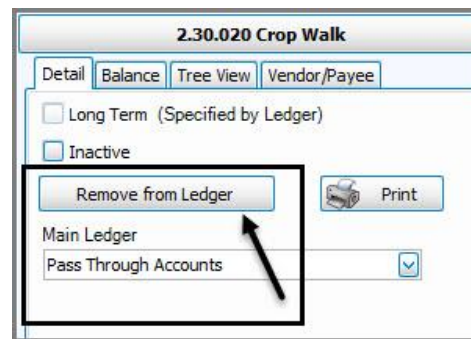 2.30.020 Crop Walk
Detail Balance Tree View Vendor/Payee
Long Term (Specified by Ledger)
Inactive
Remove from Ledger Print
Main Ledger
Pass Through Accounts